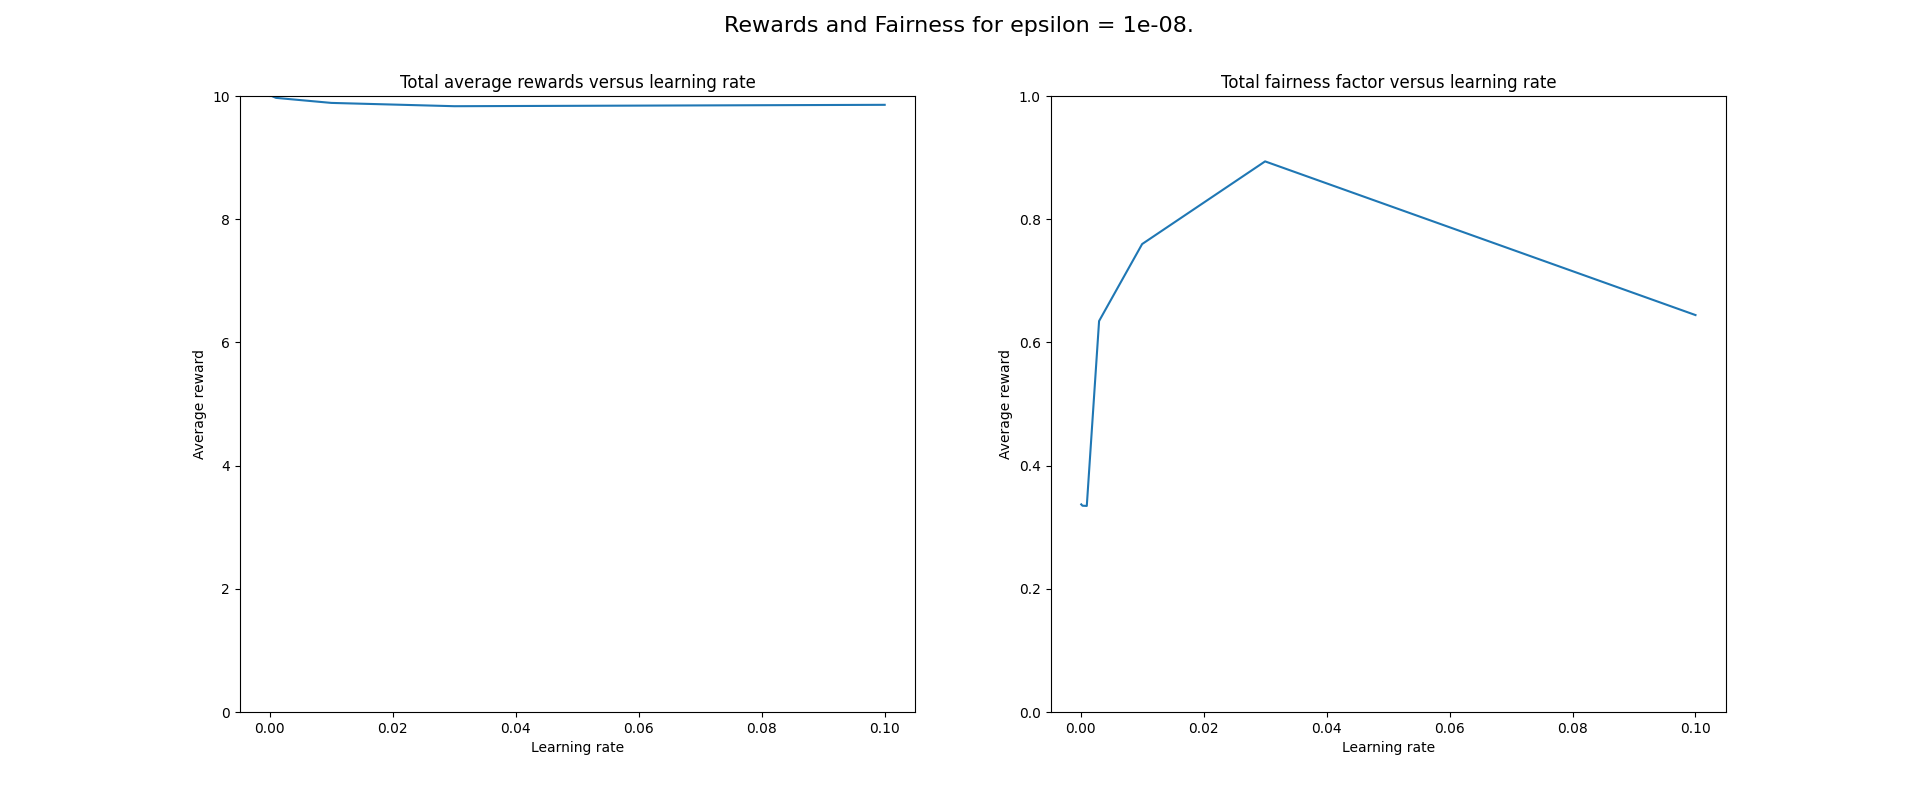 Rewards and Fairness for epsilon = 1e-08.
Total average rewards versus learning rate
10
8
6
4
2
0
Average reward
0.00 0.02 0.04 0.06 0.08 0.10
Learning rate
Total fairness factor versus learning rate
1.0
0.8
0.6
0.4
0.2
0.0
Average reward
0.00 0.02 0.04 0.06 0.08 0.10
Learning rate